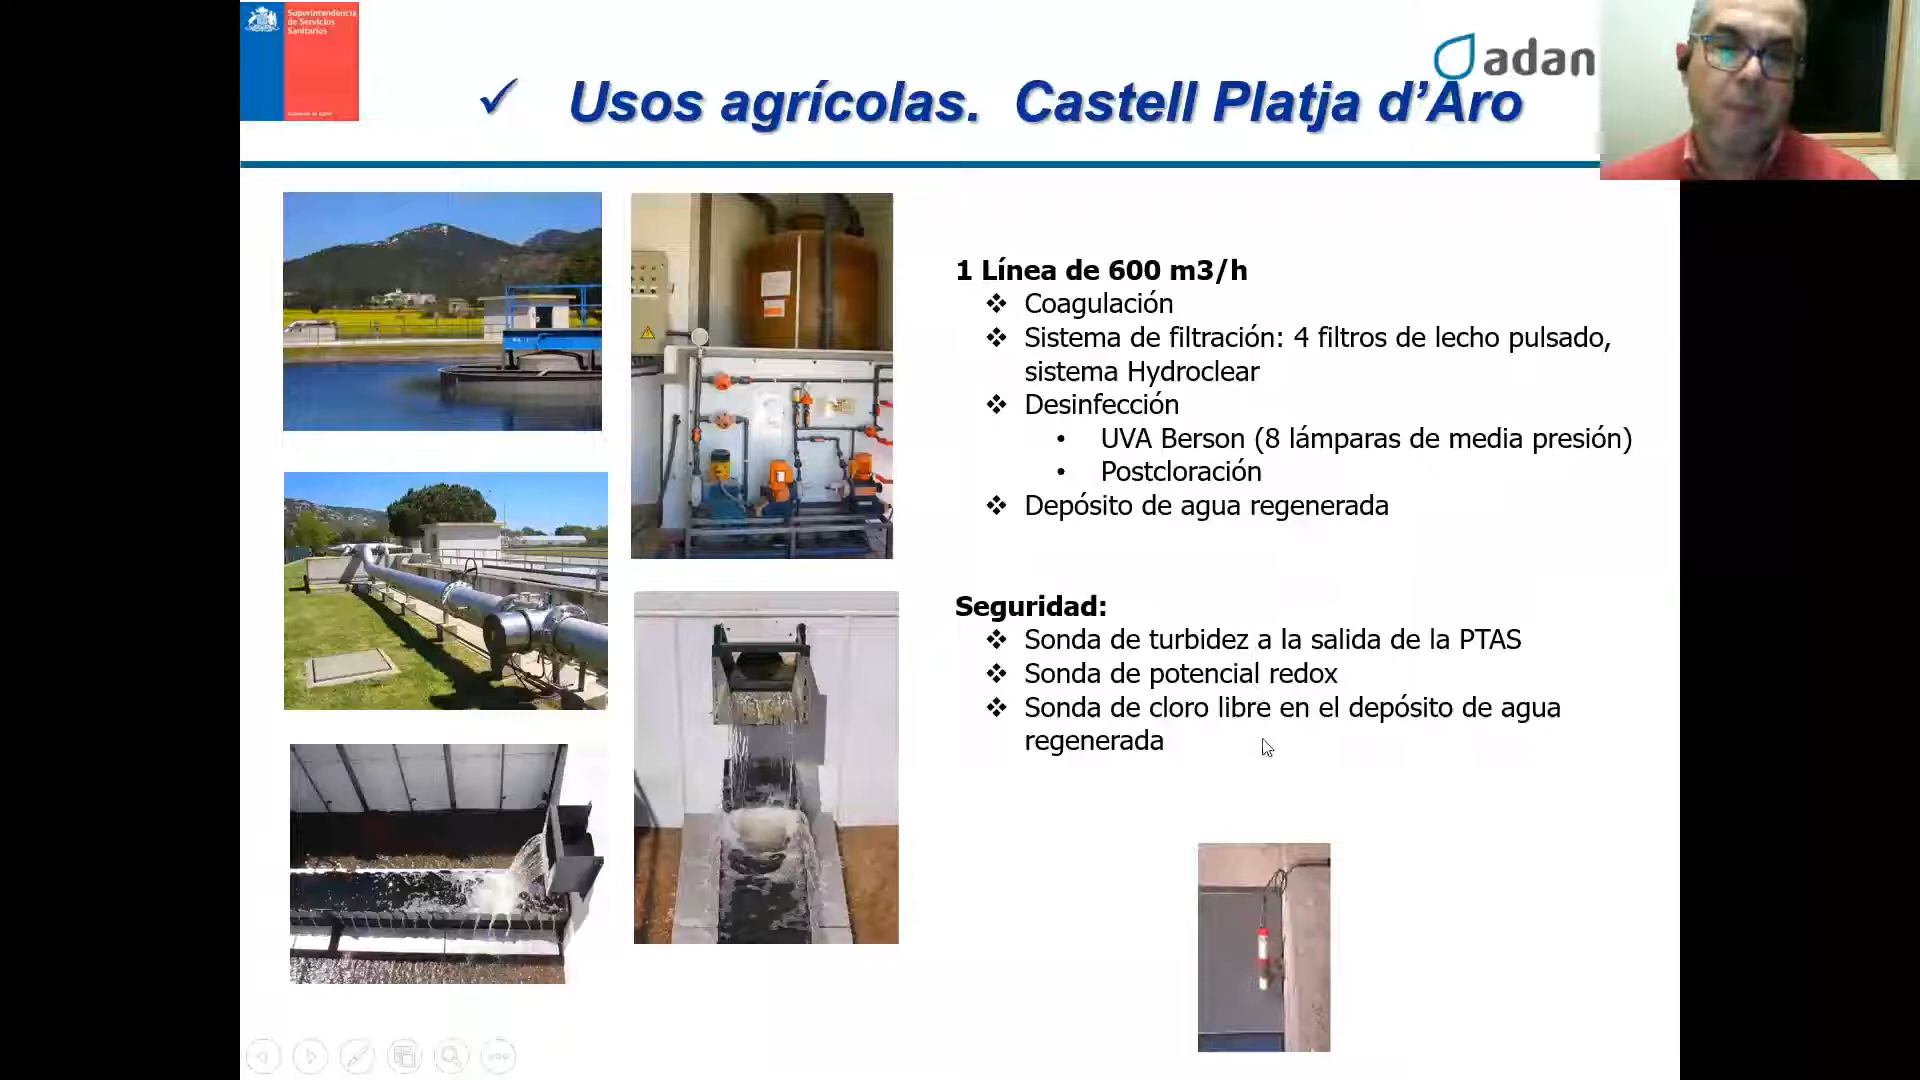 Superintendencia
de Servicios
Sanitarios
adan
✓ Usos agrícolas. Castell Platja d’Aro
1 Línea de 600 m3/h
❖ Coagulación
❖ Sistema de filtración: 4 filtros de lecho pulsado,
sistema Hydroclear
❖ Desinfección
• UVA Berson (8 lámparas de media presión)
• Postcloración
❖ Depósito de agua regenerada
Seguridad:
❖ Sonda de turbidez a la salida de la PTAS
❖ Sonda de potencial redox
❖ Sonda de cloro libre en el depósito de agua
regenerada